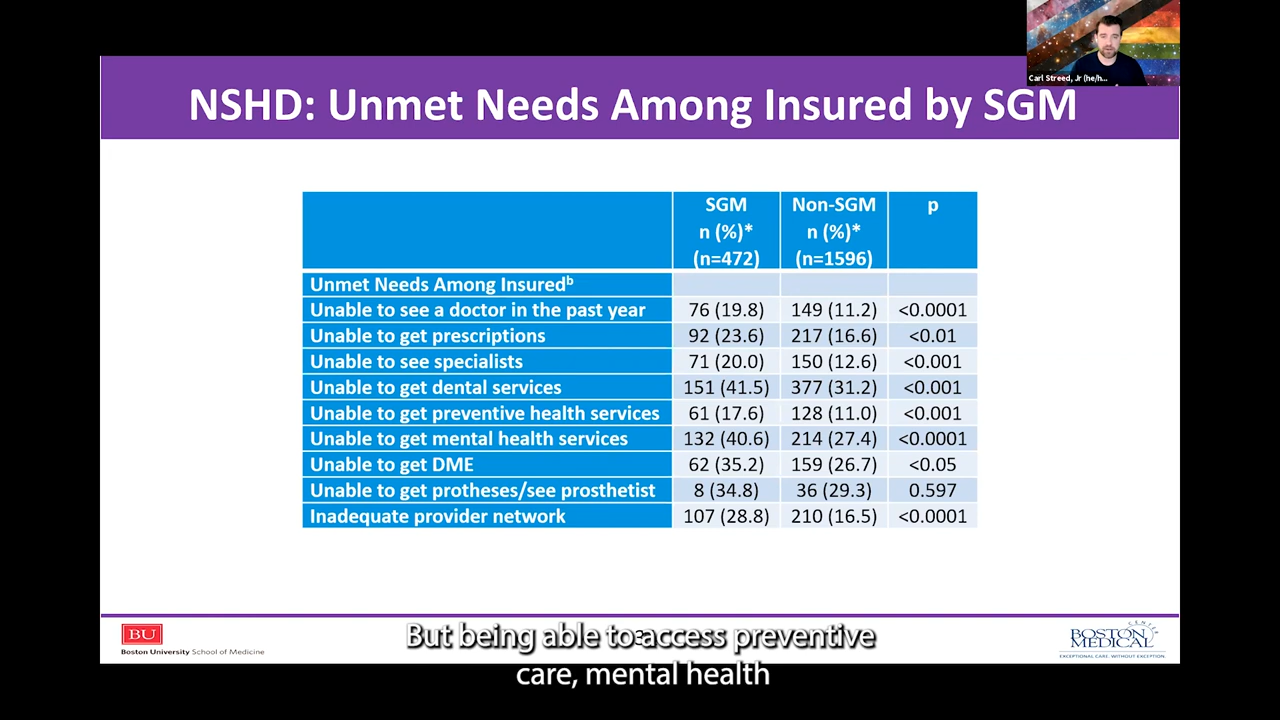 Carl Streed, Jr (he/h...
NSHD: Unmet Needs Among Insured by SGM
SGM Non-SGM p
n (%)* n (%)*
(n=472) (n=1596)
Unmet Needs Among Insuredᵇ
Unable to see a doctor in the past year 76 (19.8) 149 (11.2) <0.0001
Unable to get prescriptions 92 (23.6) 217 (16.6) <0.01
Unable to see specialists 71 (20.0) 150 (12.6) <0.001
Unable to get dental services 151 (41.5) 377 (31.2) <0.001
Unable to get preventive health services 61 (17.6) 128 (11.0) <0.001
Unable to get mental health services 132 (40.6) 214 (27.4) <0.0001
Unable to get DME 62 (35.2) 159 (26.7) <0.05
Unable to get protheses/see prosthetist 8 (34.8) 36 (29.3) 0.597
Inadequate provider network 107 (28.8) 210 (16.5) <0.0001
BU
Boston University School of Medicine
But being able to access preventive
care, mental health
BOSTON
MEDICAL
CENTER
EXCEPTIONAL CARE. WITHOUT EXCEPTION.